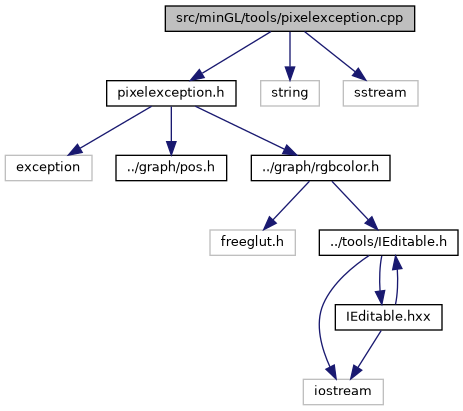 src/minGL/tools/pixelexception.cpp
pixelexception.h
string
sstream
exception
../graph/pos.h
../graph/rgbcolor.h
freeglut.h
../tools/IEditable.h
IEditable.hxx
iostream